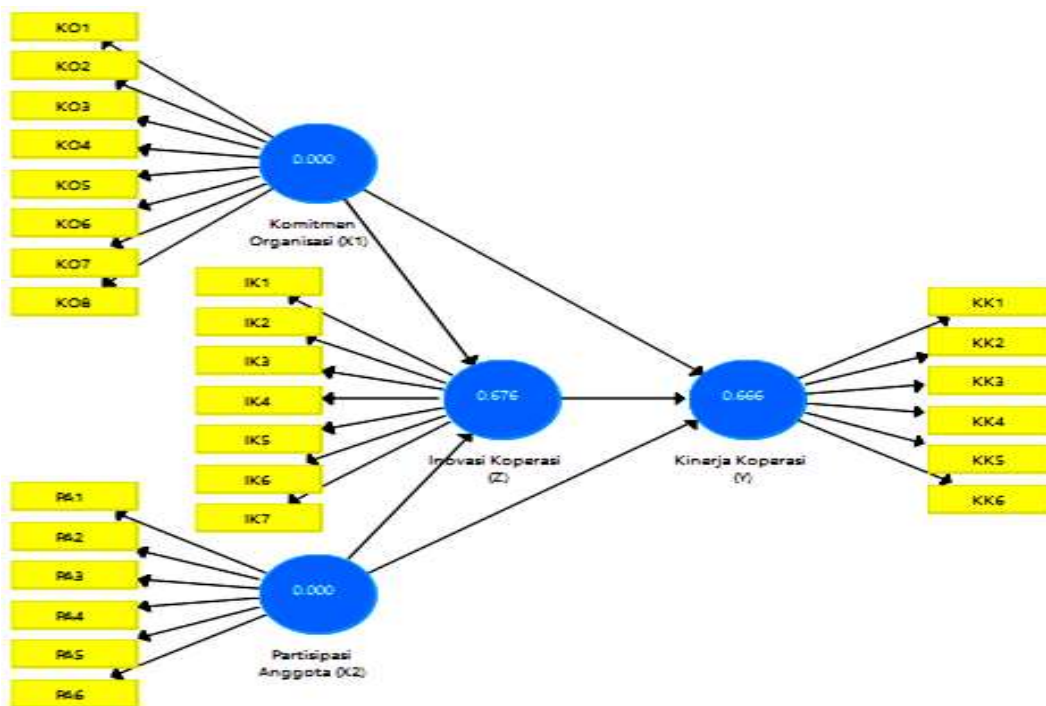 KO1
KO2
KO3
KO4
KO5
KO6
KO7
KO8
0.000
Komitmen
Organisasi (X1)
IK1
IK2
IK3
IK4
IK5
IK6
IK7
0.676
Inovasi Koperasi
(Z)
0.666
Kinerja Koperasi
(Y)
KK1
KK2
KK3
KK4
KK5
KK6
PA1
PA2
PA3
PA4
PA5
PA6
0.000
Partisipasi
Anggota (X2)